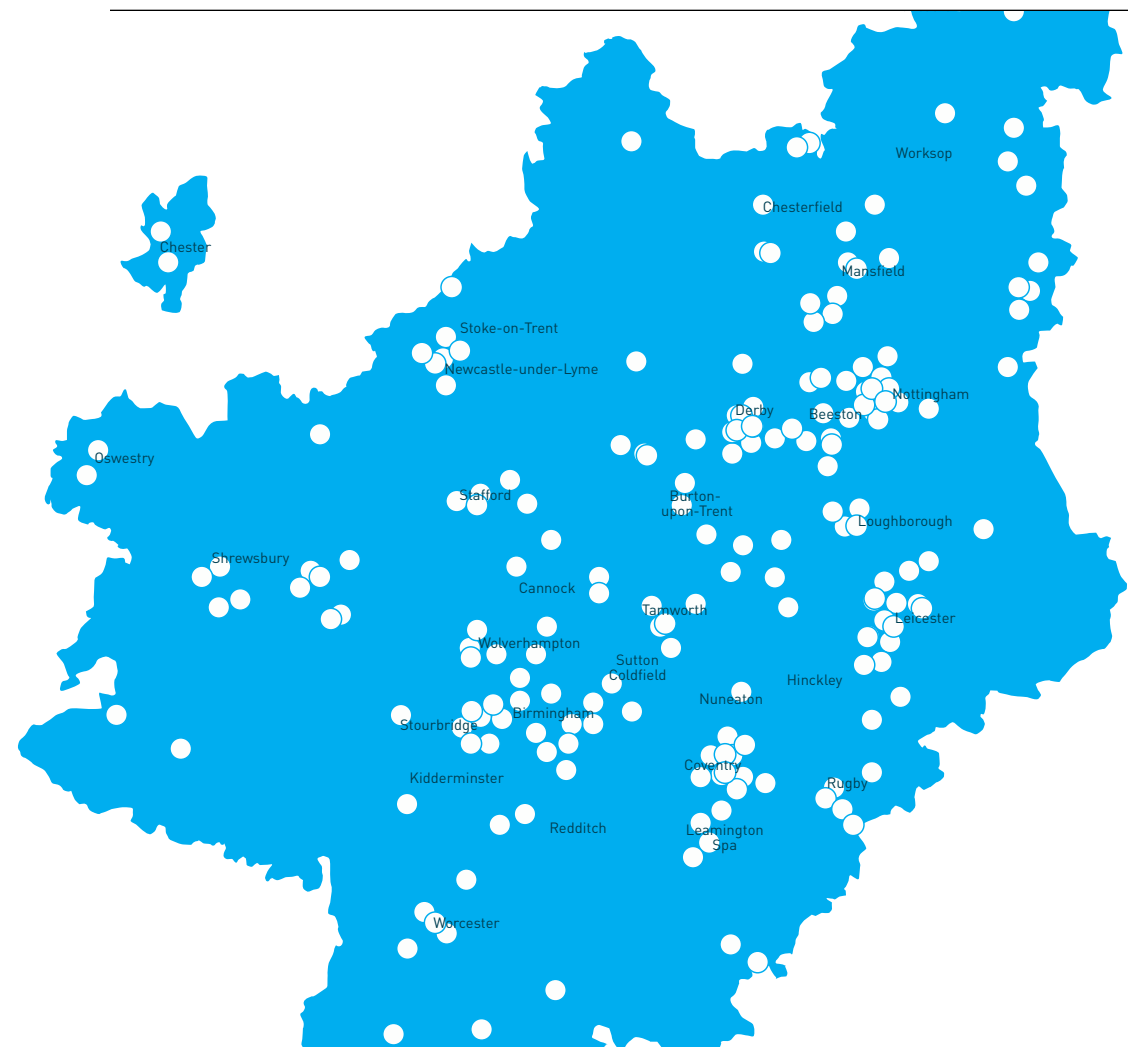 Worksop
Chesterfield
Chester
Mansfield
Stoke-on-Trent
Newcastle-under-Lyme
Nottingham
Derby
Beeston
Oswestry
Stafford
Burton-
upon-Trent
Loughborough
Shrewsbury
Cannock
Tamworth
Leicester
Wolverhampton
Sutton
Coldfield
Hinckley
Nuneaton
Birmingham
Stourbridge
Coventry
Kidderminster
Rugby
Redditch
Leamington
Spa
Worcester